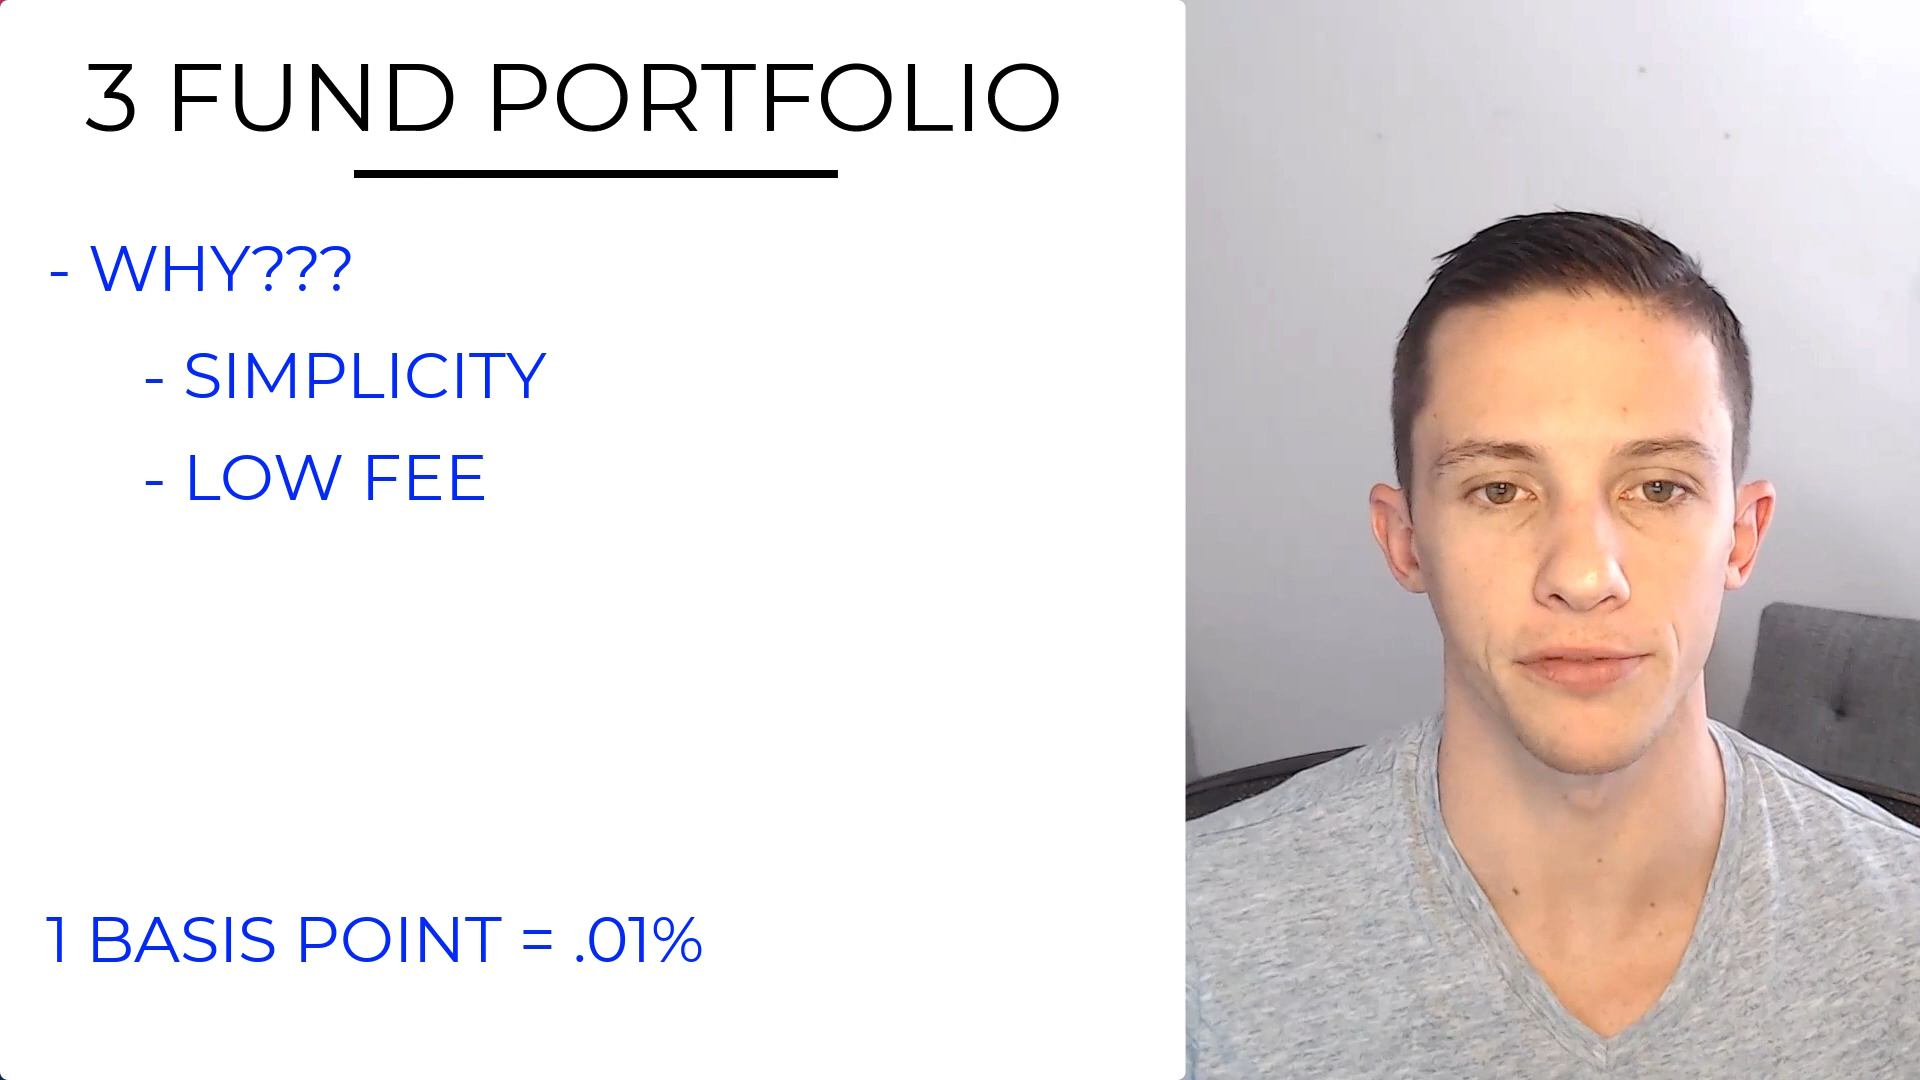 3 FUND PORTFOLIO
- WHY???
- SIMPLICITY
- LOW FEE
1 BASIS POINT = .01%